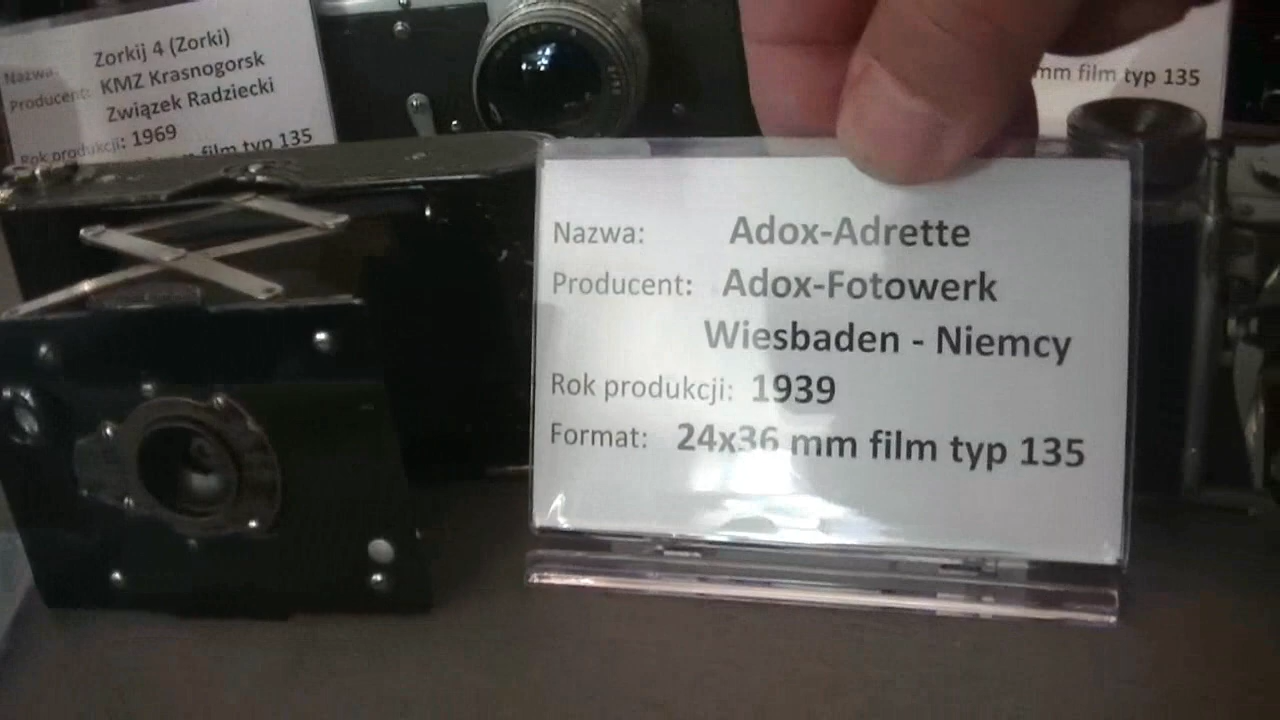 Nazwa: Zorkij 4 (Zorki)
Producent: KMZ Krasnogorsk
Związek Radziecki
Rok produkcji: 1969
film typ 135
mm film typ 135
Nazwa: Adox-Adrette
Producent: Adox-Fotowerk
Wiesbaden - Niemcy
Rok produkcji: 1939
Format: 24x36 mm film typ 135